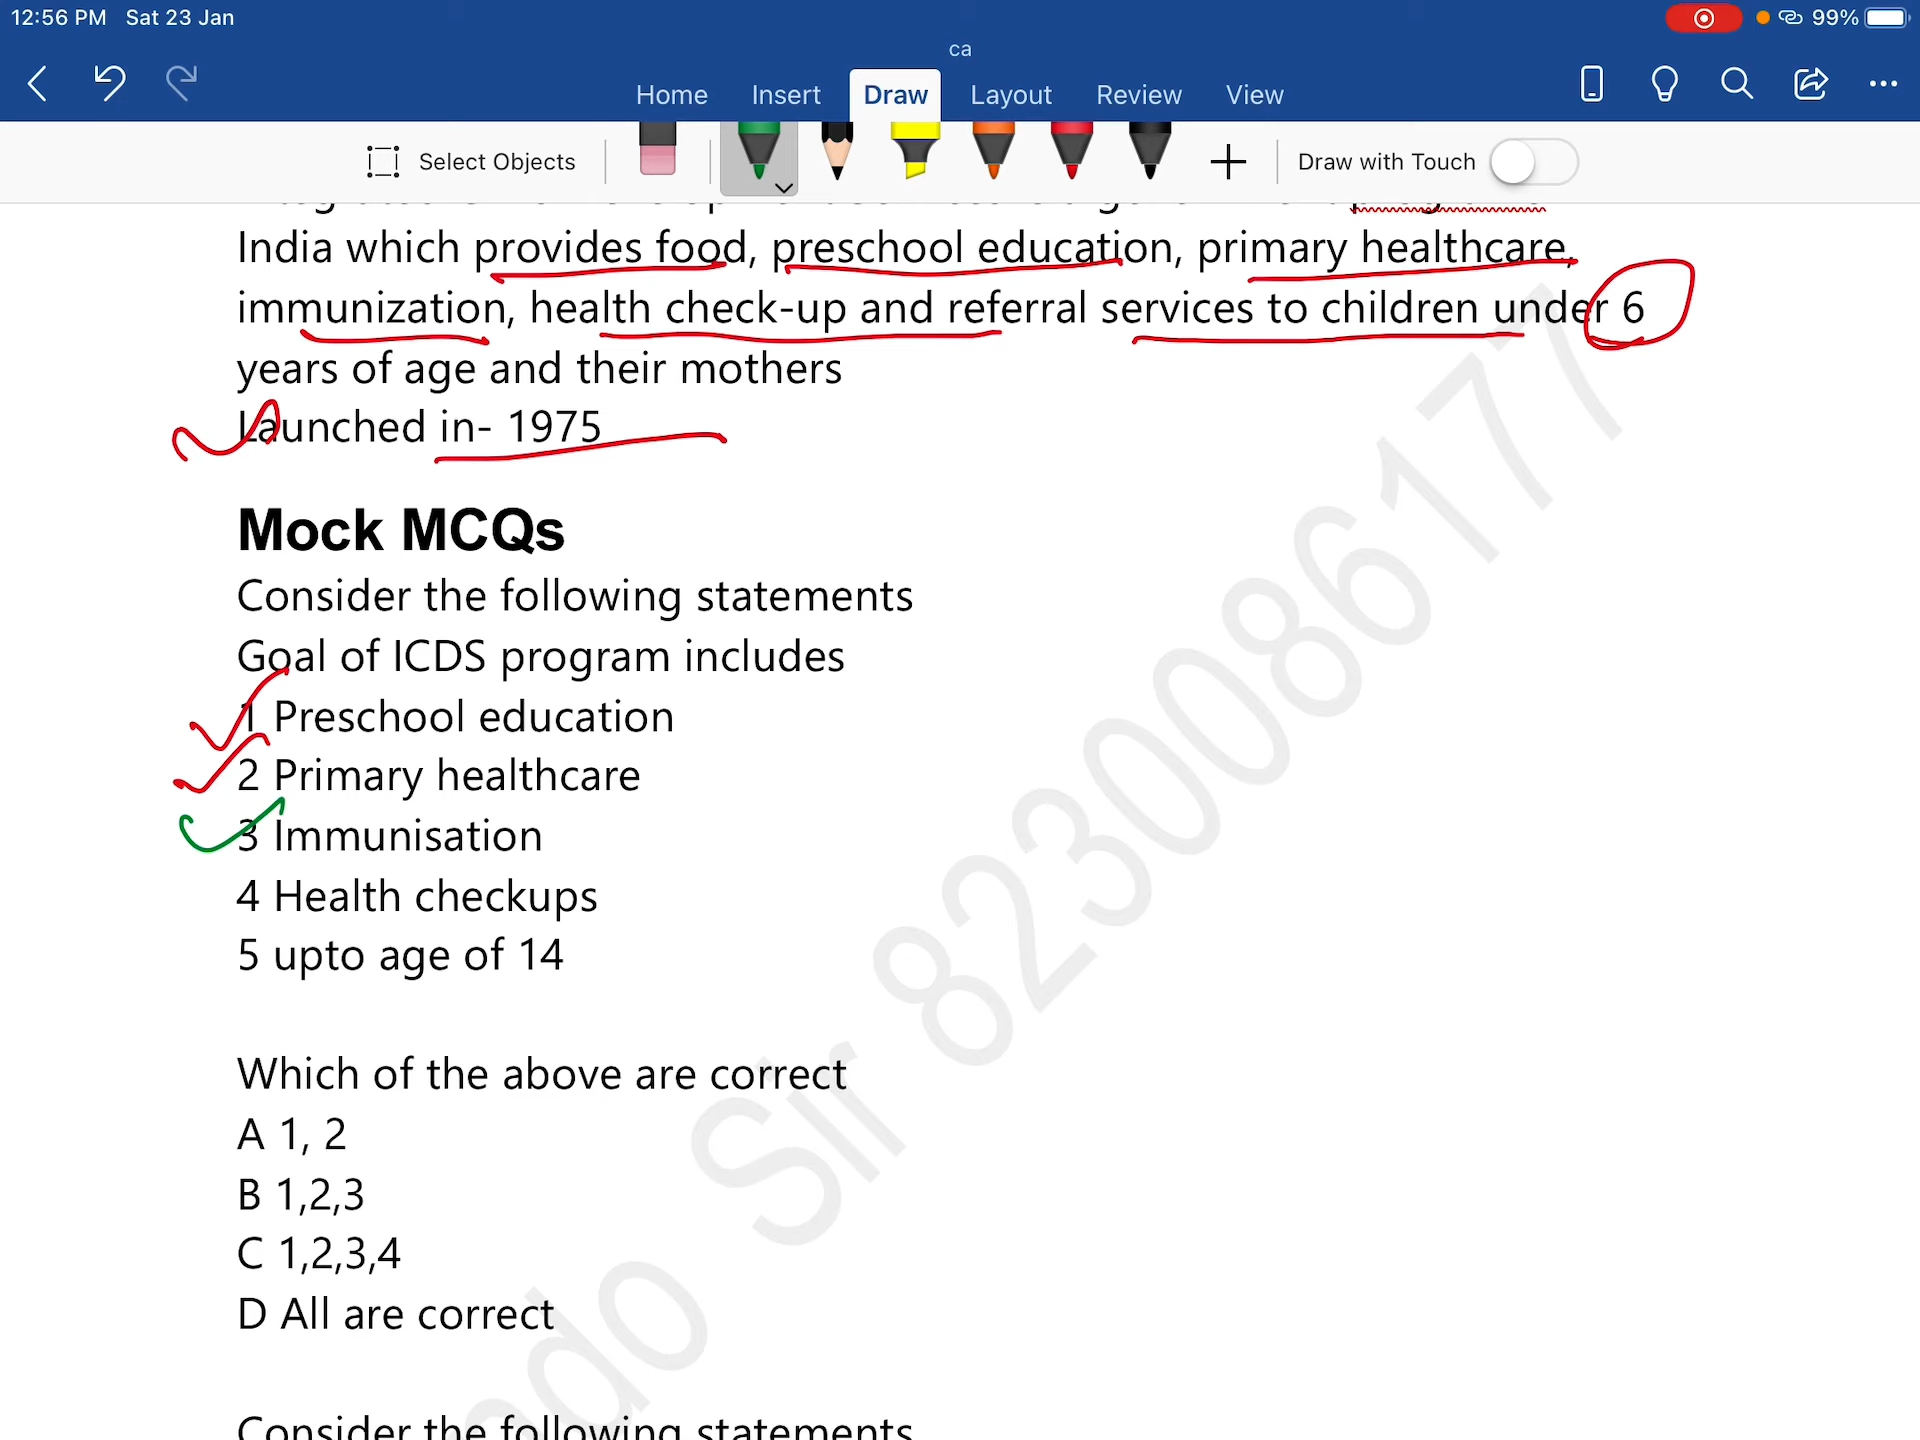 12:56 PM Sat 23 Jan
99%
ca
Home Insert Draw Layout Review View
Select Objects
Draw with Touch
India which provides food, preschool education, primary healthcare,
immunization, health check-up and referral services to children under 6
years of age and their mothers
Launched in- 1975
Mock MCQs
Consider the following statements
Goal of ICDS program includes
1 Preschool education
2 Primary healthcare
3 Immunisation
4 Health checkups
5 upto age of 14
Which of the above are correct
A 1, 2
B 1,2,3
C 1,2,3,4
D All are correct
Consider the following statements
Sir 823008617